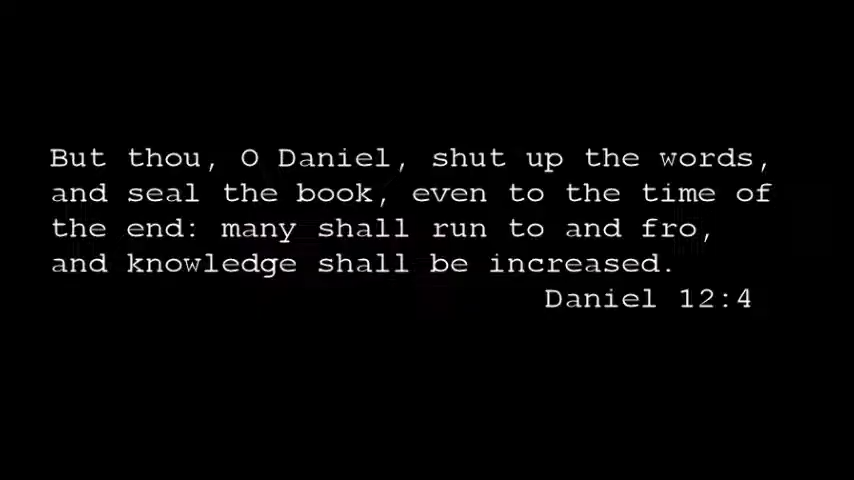 But thou, O Daniel, shut up the words,
and seal the book, even to the time of
the end: many shall run to and fro,
and knowledge shall be increased.
Daniel 12:4